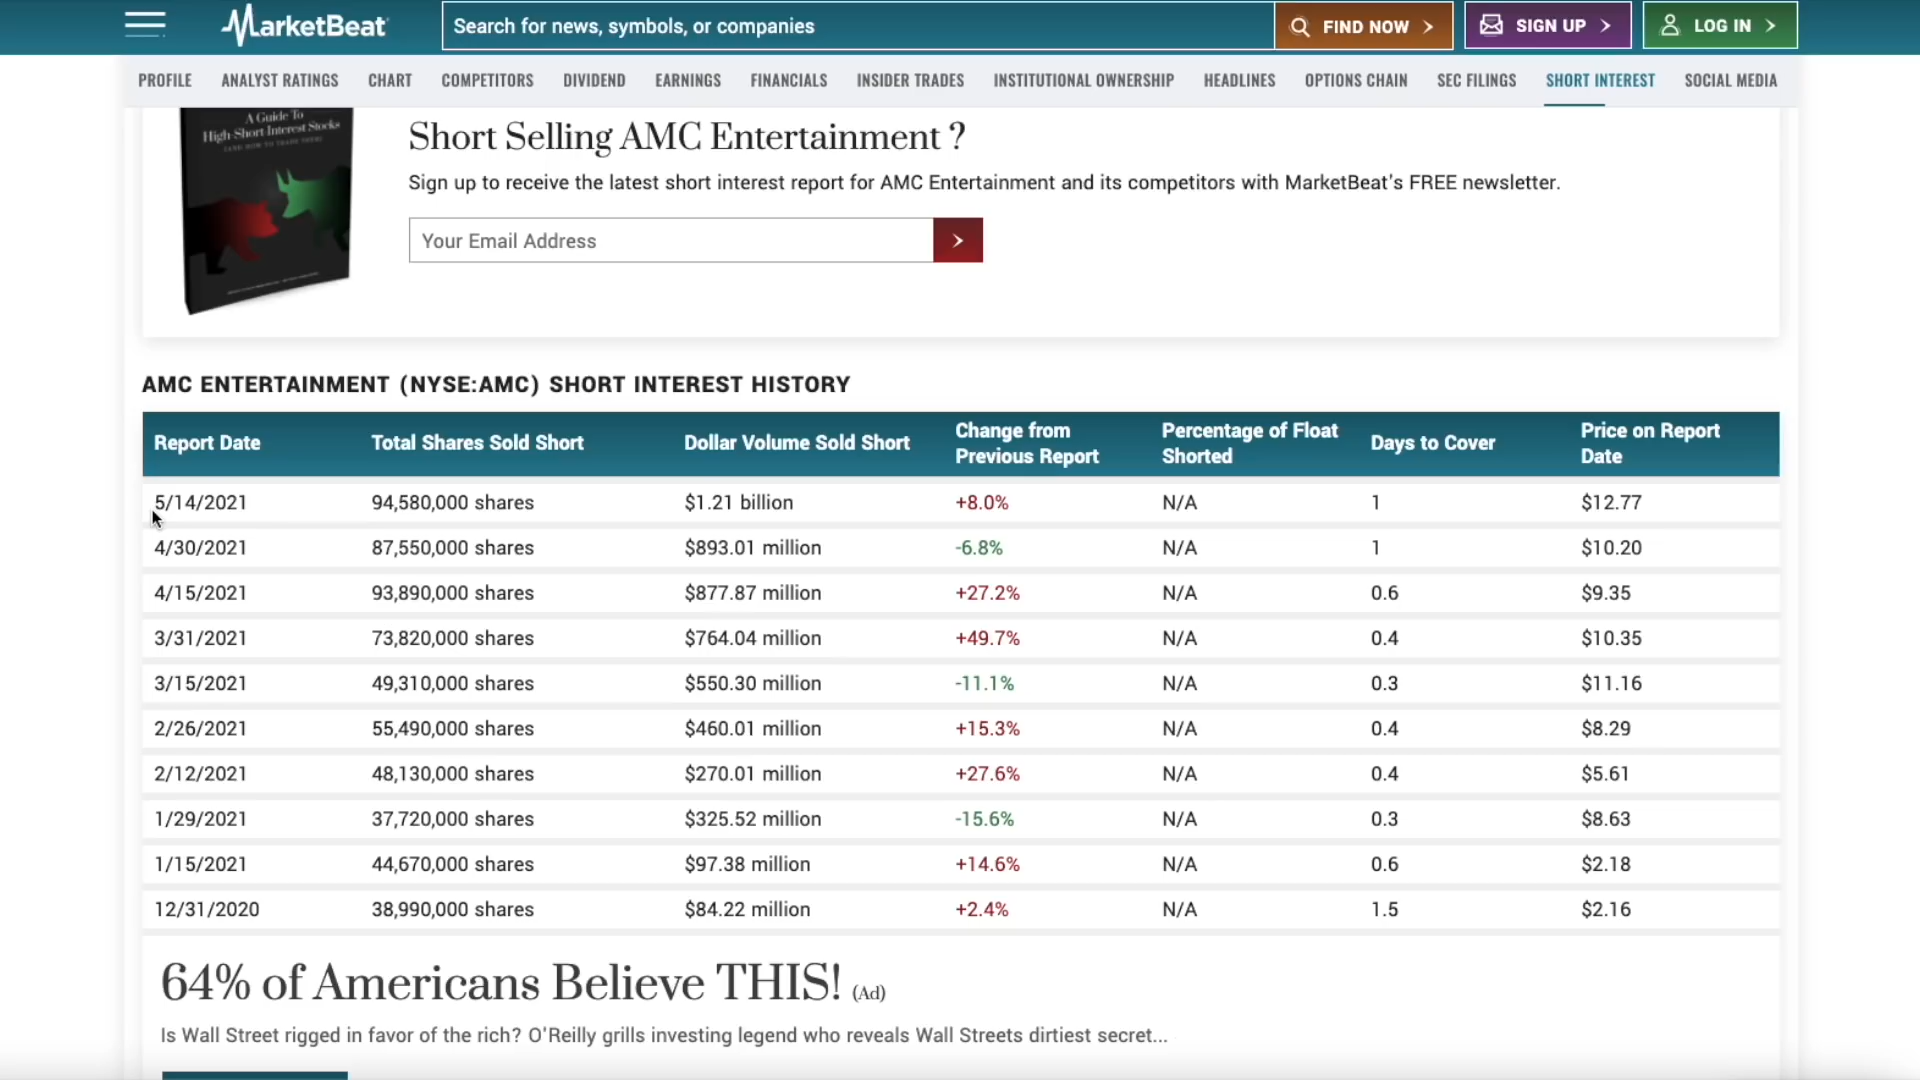 MarketBeat
Search for news, symbols, or companies
FIND NOW
SIGN UP
LOG IN
PROFILE ANALYST RATINGS CHART COMPETITORS DIVIDEND EARNINGS FINANCIALS INSIDER TRADES INSTITUTIONAL OWNERSHIP HEADLINES OPTIONS CHAIN SEC FILINGS SHORT INTEREST SOCIAL MEDIA
A Guide To
High-Short Interest Stocks
Short Selling AMC Entertainment ?
Sign up to receive the latest short interest report for AMC Entertainment and its competitors with MarketBeat's FREE newsletter.
Your Email Address
AMC ENTERTAINMENT (NYSE:AMC) SHORT INTEREST HISTORY
Report Date Total Shares Sold Short Dollar Volume Sold Short Change from Previous Report Percentage of Float Shorted Days to Cover Price on Report Date
5/14/2021 94,580,000 shares $1.21 billion +8.0% N/A 1 $12.77
4/30/2021 87,550,000 shares $893.01 million -6.8% N/A 1 $10.20
4/15/2021 93,890,000 shares $877.87 million +27.2% N/A 0.6 $9.35
3/31/2021 73,820,000 shares $764.04 million +49.7% N/A 0.4 $10.35
3/15/2021 49,310,000 shares $550.30 million -11.1% N/A 0.3 $11.16
2/26/2021 55,490,000 shares $460.01 million +15.3% N/A 0.4 $8.29
2/12/2021 48,130,000 shares $270.01 million +27.6% N/A 0.4 $5.61
1/29/2021 37,720,000 shares $325.52 million -15.6% N/A 0.3 $8.63
1/15/2021 44,670,000 shares $97.38 million +14.6% N/A 0.6 $2.18
12/31/2020 38,990,000 shares $84.22 million +2.4% N/A 1.5 $2.16
64% of Americans Believe THIS! (Ad)
Is Wall Street rigged in favor of the rich? O'Reilly grills investing legend who reveals Wall Streets dirtiest secret...